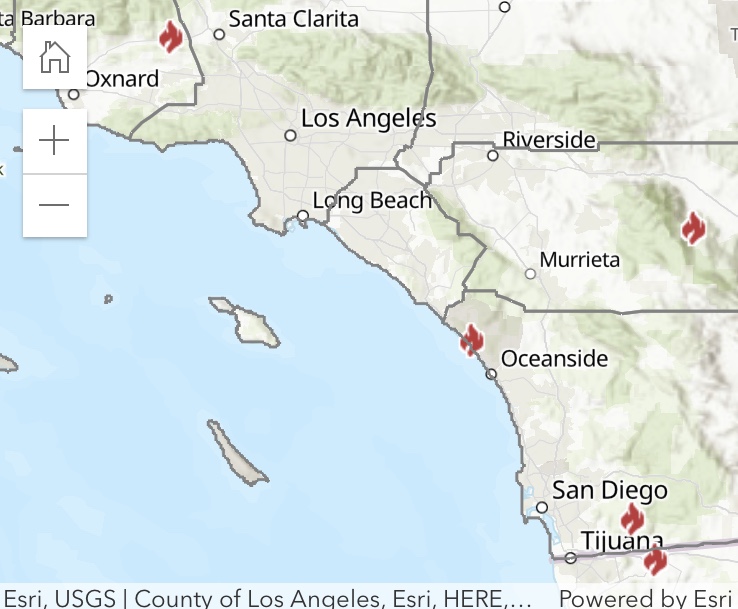 ta Barbara
Santa Clarita
Oxnard
Los Angeles
Riverside
Long Beach
Murrieta
Oceanside
San Diego
Tijuana
Esri, USGS | County of Los Angeles, Esri, HERE,... Powered by Esri